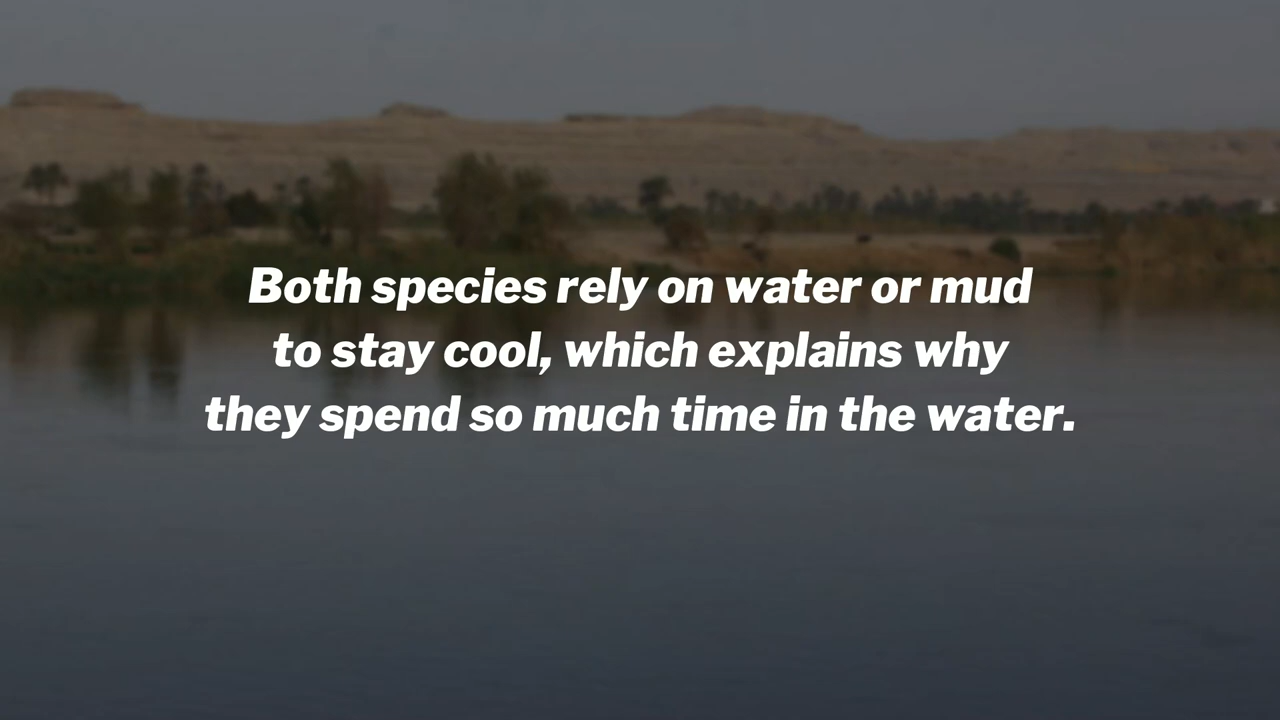 Both species rely on water or mud
to stay cool, which explains why
they spend so much time in the water.